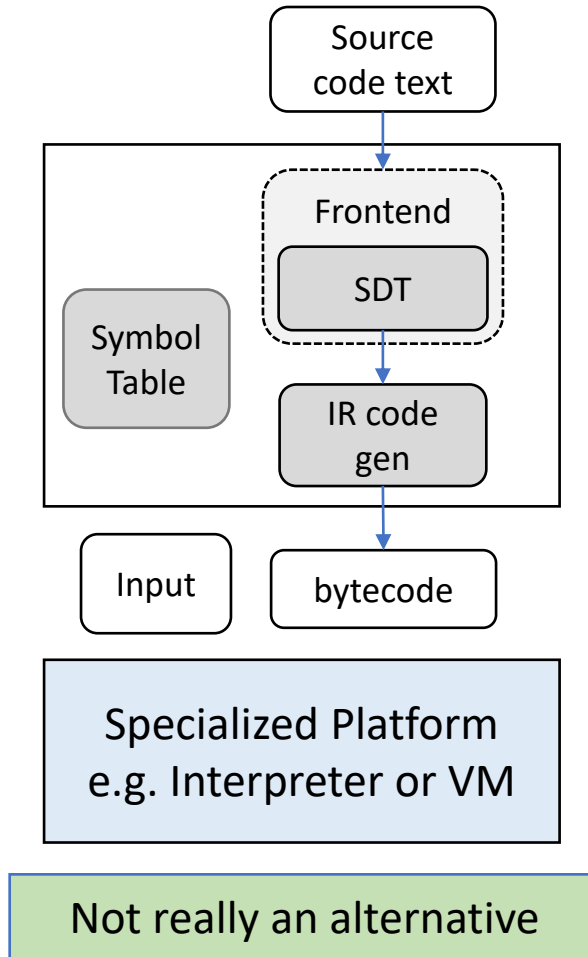 Source
code text
Frontend
SDT
Symbol
Table
IR code
gen
Input
bytecode
Specialized Platform
e.g. Interpreter or VM
Not really an alternative